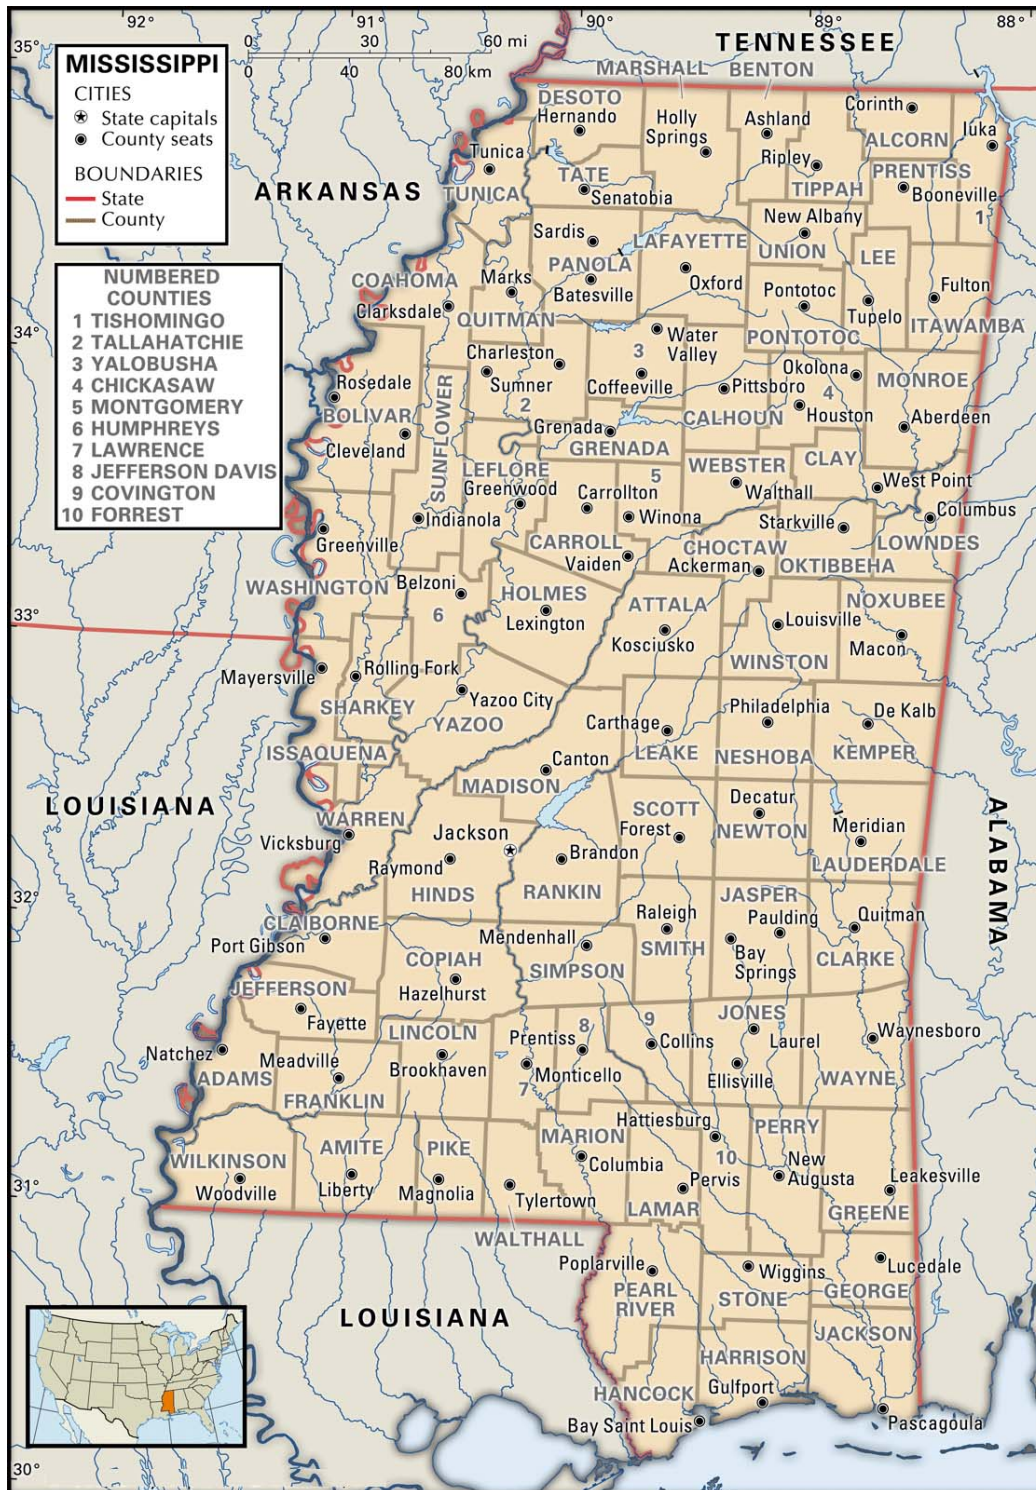 92
91
90
89
88
35°
0 30 60 mi
0 40 80 km
TENNESSEE
MISSISSIPPI
CITIES
State capitals
County seats
BOUNDARIES
State
County
NUMBERED
COUNTIES
1 TISHOMINGO
2 TALLAHATCHIE
3 YALOBUSHA
4 CHICKASAW
5 MONTGOMERY
6 HUMPHREYS
7 LAWRENCE
8 JEFFERSON DAVIS
9 COVINGTON
10 FORREST
MARSHALL
BENTON
DESOTO
Hernando
Holly
Springs
Ashland
Corinth
ALCORN
Iuka
Tunica
Ripley
ARKANSAS
TUNICA
TATE
Senatobia
TIPPAH
PRENTISS
Booneville
1
New Albany
Sardis
LAFAYETTE
UNION
LEE
PANOLA
COAHOMA
Marks
Batesville
Oxford
Pontotoc
Fulton
Clarksdale
QUITMAN
Tupelo
ITAWAMBA
34°
Water
Valley
PONTOTOC
Charleston
3
Okolona
MONROE
Rosedale
Sumner
Coffeeville
Pittsboro
4
BOLIVAR
SUNFLOWER
2
CALHOUN
Houston
Aberdeen
Cleveland
Grenada
GRENADA
LEFLORE
Greenwood
5
WEBSTER
CLAY
Carrollton
Walthall
West Point
Indianola
Winona
Starkville
Columbus
Greenville
CARROLL
Vaiden
CHOCTAW
Ackerman
OKTIBBEHA
LOWNDES
WASHINGTON
Belzoni
HOLMES
ATTALA
NOXUBEE
33°
6
Lexington
Kosciusko
Louisville
Macon
Mayersville
Rolling Fork
WINSTON
SHARKEY
Yazoo City
YAZOO
Carthage
Philadelphia
De Kalb
ISSAQUENA
LEAKE
NESHOBA
KEMPER
Canton
MADISON
LOUISIANA
WARREN
SCOTT
Decatur
ALABAMA
Vicksburg
Jackson
Forest
NEWTON
Meridian
Raymond
Brandon
LAUDERDALE
HINDS
RANKIN
JASPER
32°
CLAIBORNE
Raleigh
Paulding
Quitman
Port Gibson
Mendenhall
SMITH
Bay
Springs
COPIAH
SIMPSON
CLARKE
JEFFERSON
Hazelhurst
Fayette
LINCOLN
8
9
JONES
Waynesboro
Prentiss
Collins
Laurel
Natchez
Meadville
Brookhaven
Monticello
Ellisville
ADAMS
FRANKLIN
7
WAYNE
Hattiesburg
PERRY
AMITE
PIKE
MARION
WILKINSON
Columbia
10
New
Augusta
Leakesville
31°
Woodville
Liberty
Magnolia
Tylertown
Pervis
LAMAR
GREENE
WALTHALL
Poplarville
Wiggins
Lucedale
PEARL
RIVER
STONE
GEORGE
LOUISIANA
JACKSON
HARRISON
HANCOCK
Gulfport
Bay Saint Louis
Pascagoula
30°